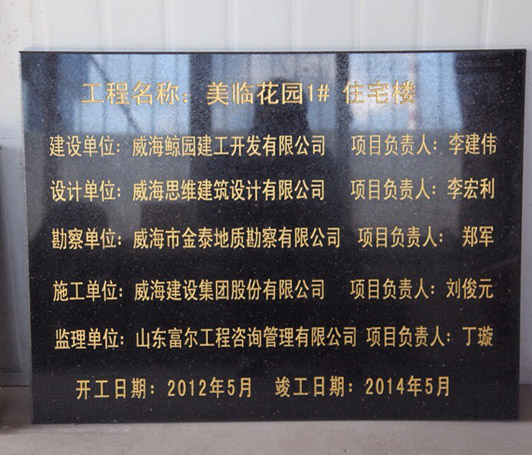 工程名称：美临花园1# 住宅楼
建设单位：威海鲸园建工开发有限公司 项目负责人：李建伟
设计单位：威海思维建筑设计有限公司 项目负责人：李宏利
勘察单位：威海市金泰地质勘察有限公司 项目负责人：郑军
施工单位：威海建设集团股份有限公司 项目负责人：刘俊元
监理单位：山东富尔工程咨询管理有限公司 项目负责人：丁璇
开工日期：2012年5月 竣工日期：2014年5月